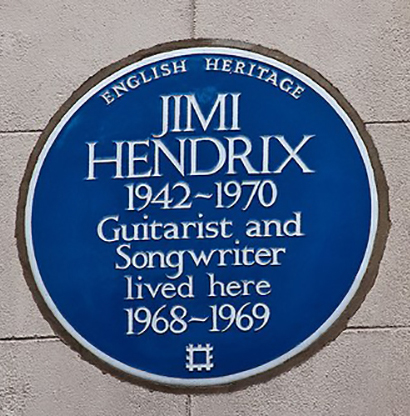 ENGLISH HERITAGE
JIMI
HENDRIX
1942~1970
Guitarist and
Songwriter
lived here
1968~1969